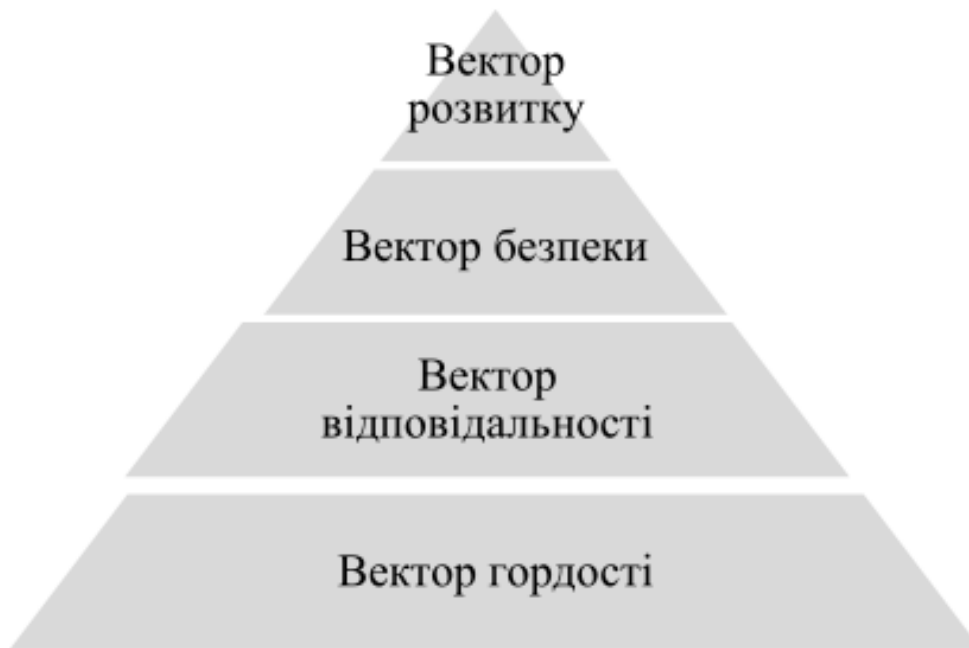 Вектор
розвитку
Вектор безпеки
Вектор
відповідальності
Вектор гордості